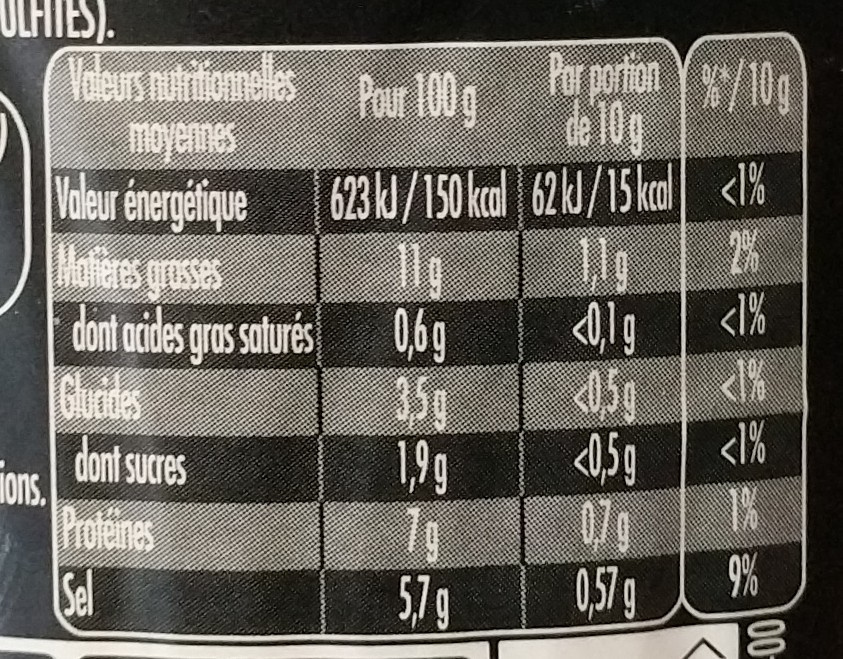 ULFITES).
Valeurs nutritionnelles moyennes Pour 100 g Par portion de 10 g %*/10 g
Valeur énergétique 623 kJ / 150 kcal 62 kJ / 15 kcal <1%
Matières grasses 11 g 1,1 g 2%
dont acides gras saturés 0,6 g <0,1 g <1%
Glucides 3,5 g <0,5 g <1%
dont sucres 1,9 g <0,5 g <1%
ions.
Protéines 7 g 0,7 g 1%
Sel 5,7 g 0,57 g 9%